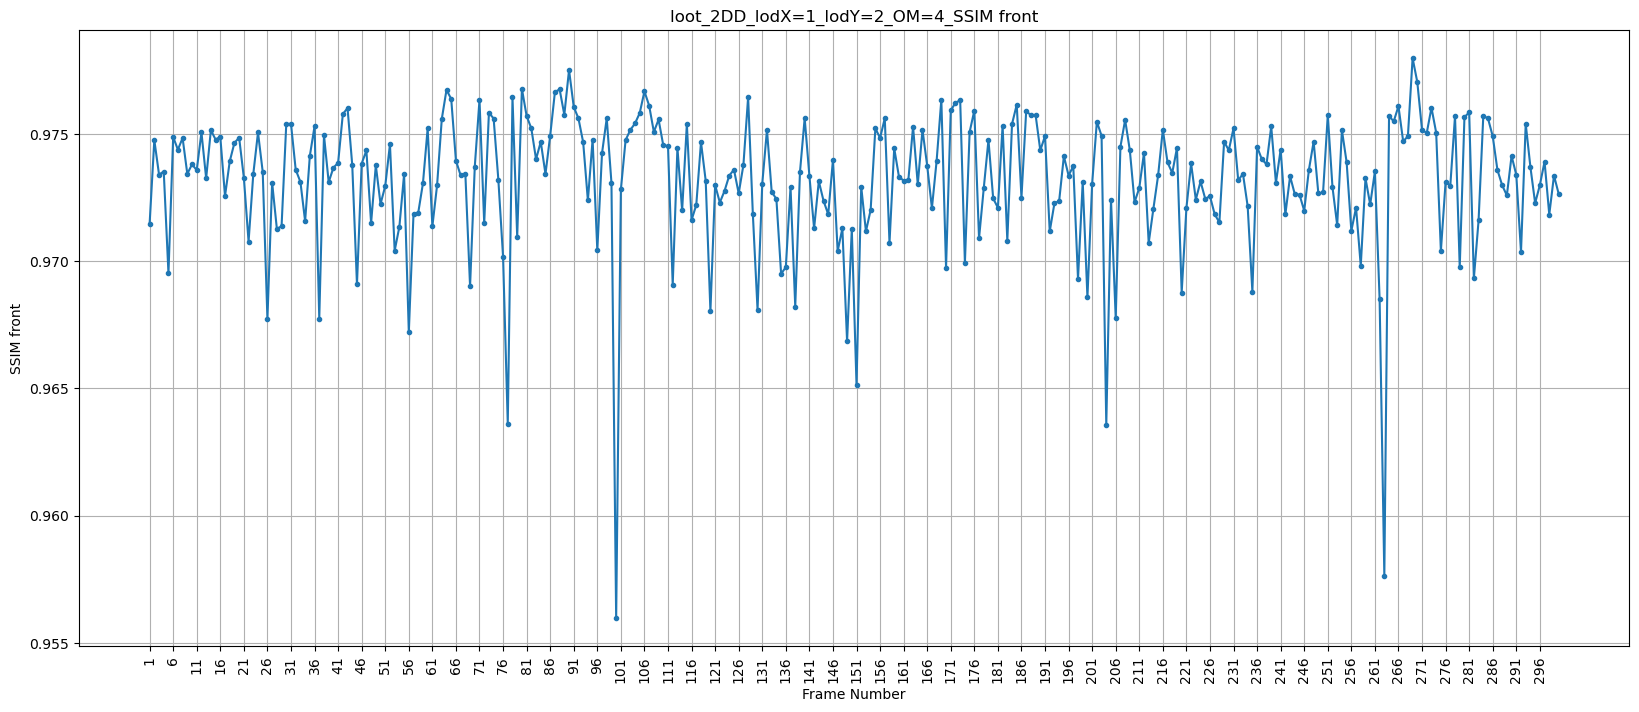 loot_2DD_lodX=1_lodY=2_OM=4_SSIM front
SSIM front
0.975
0.970
0.965
0.960
0.955
1 6 11 16 21 26 31 36 41 46 51 56 61 66 71 76 81 86 91 96 101 106 111 116 121 126 131 136 141 146 151 156 161 166 171 176 181 186 191 196 201 206 211 216 221 226 231 236 241 246 251 256 261 266 271 276 281 286 291 296
Frame Number